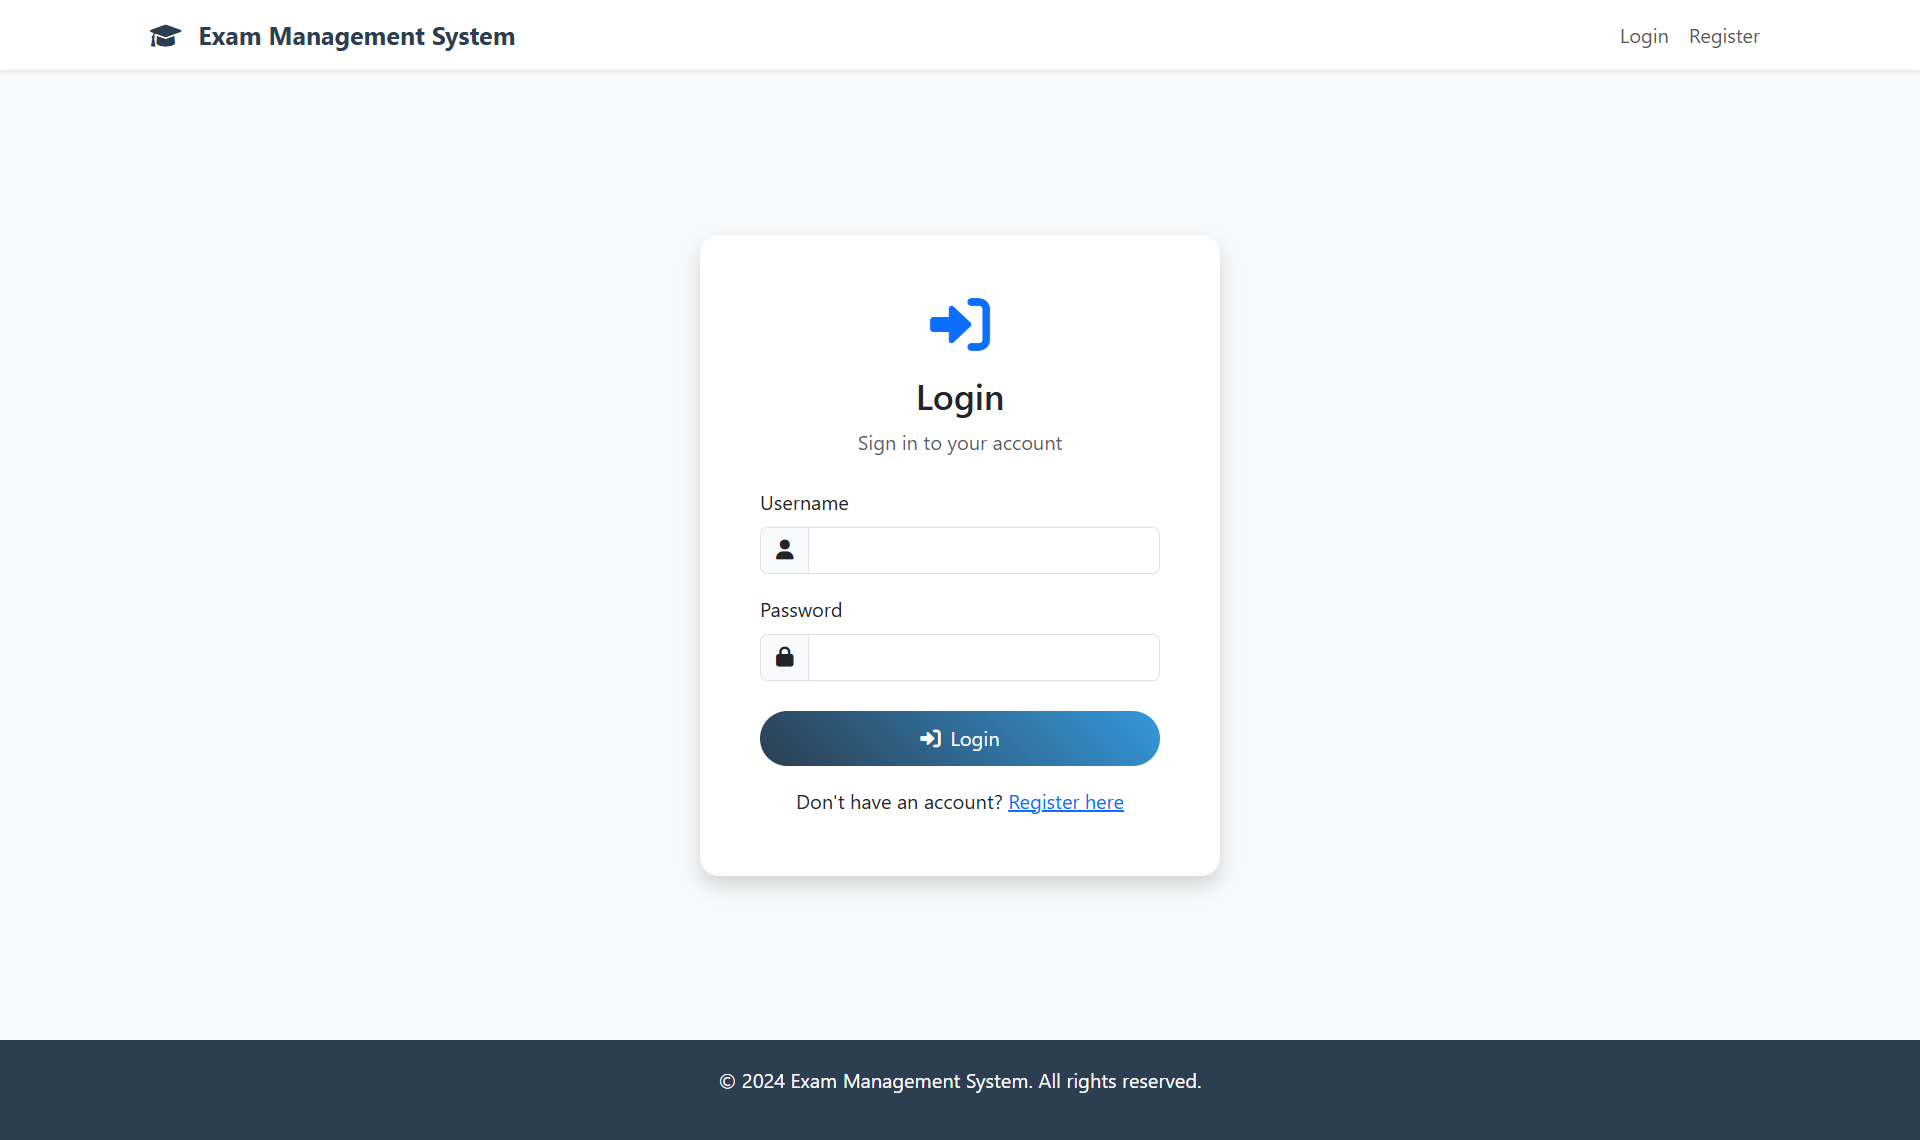 Exam Management System
Login
Register
Login
Sign in to your account
Username
Password
Login
Don't have an account? Register here
© 2024 Exam Management System. All rights reserved.